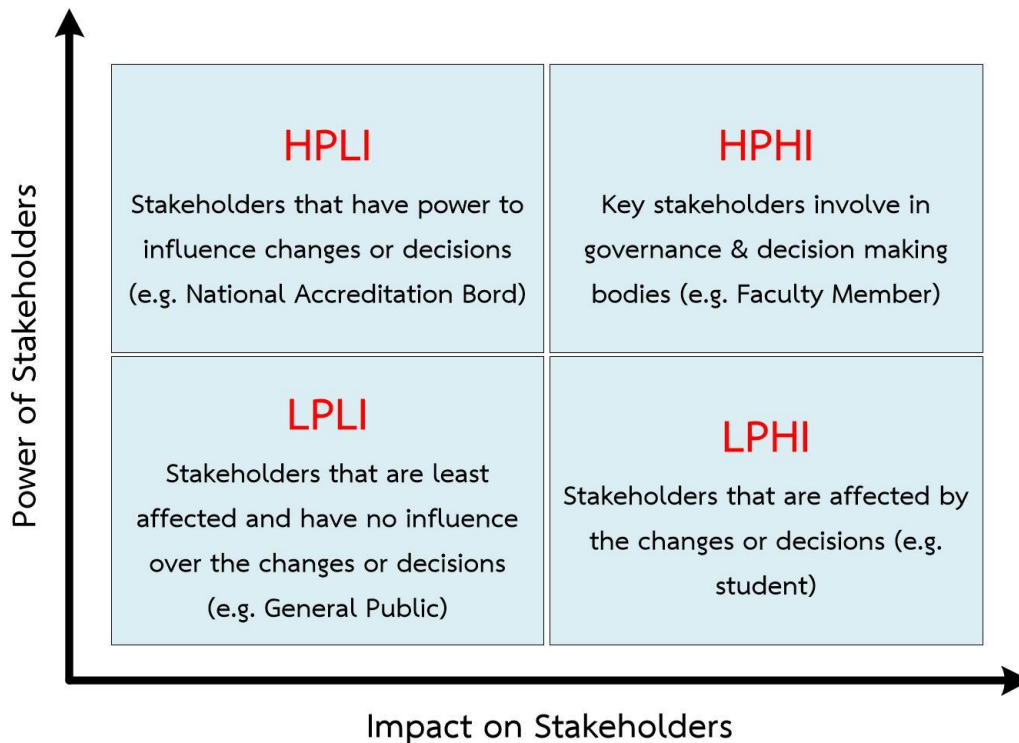 Power of Stakeholders
HPLI
Stakeholders that have power to
influence changes or decisions
(e.g. National Accreditation Bord)
HPHI
Key stakeholders involve in
governance & decision making
bodies (e.g. Faculty Member)
LPLI
Stakeholders that are least
affected and have no influence
over the changes or decisions
(e.g. General Public)
LPHI
Stakeholders that are affected by
the changes or decisions (e.g.
student)
Impact on Stakeholders